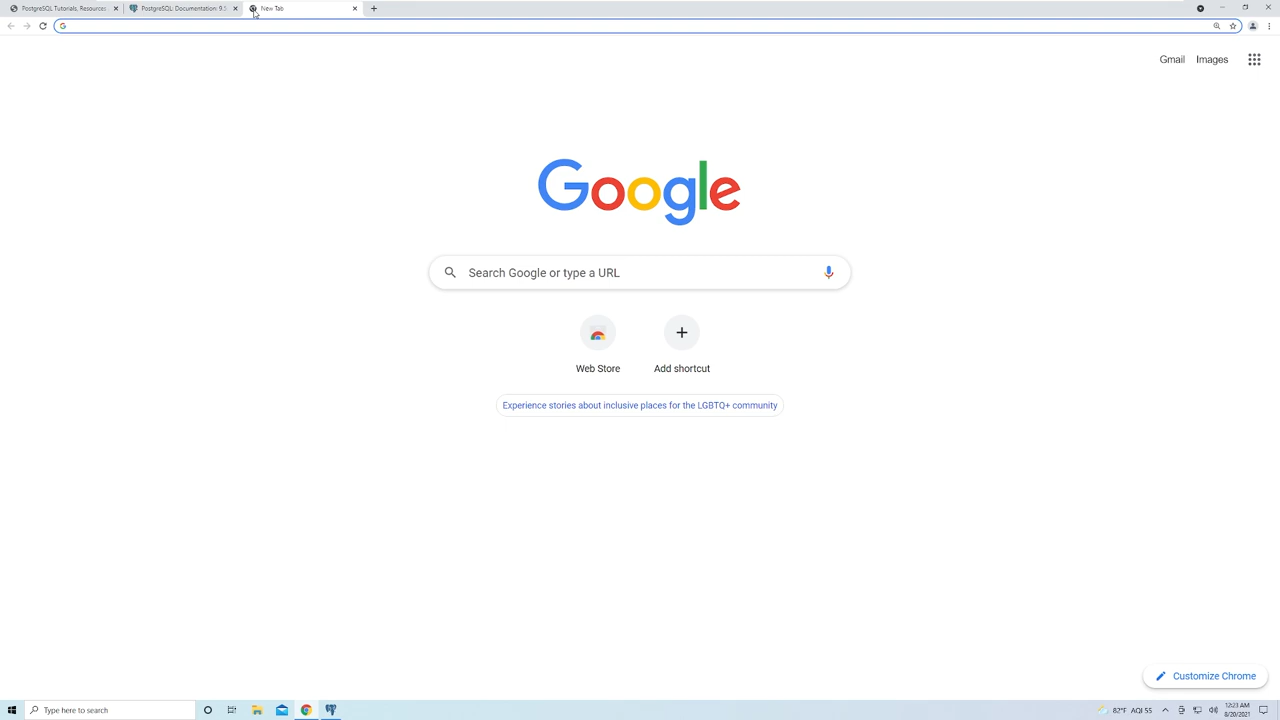 PostgreSQL Tutorials, Resources
PostgreSQL: Documentation: 9.5
New Tab
Gmail
Images
Google
Search Google or type a URL
Web Store
Add shortcut
Experience stories about inclusive places for the LGBTQ+ community
Customize Chrome
Type here to search
82°F AQI 55
12:23 AM
8/20/2021